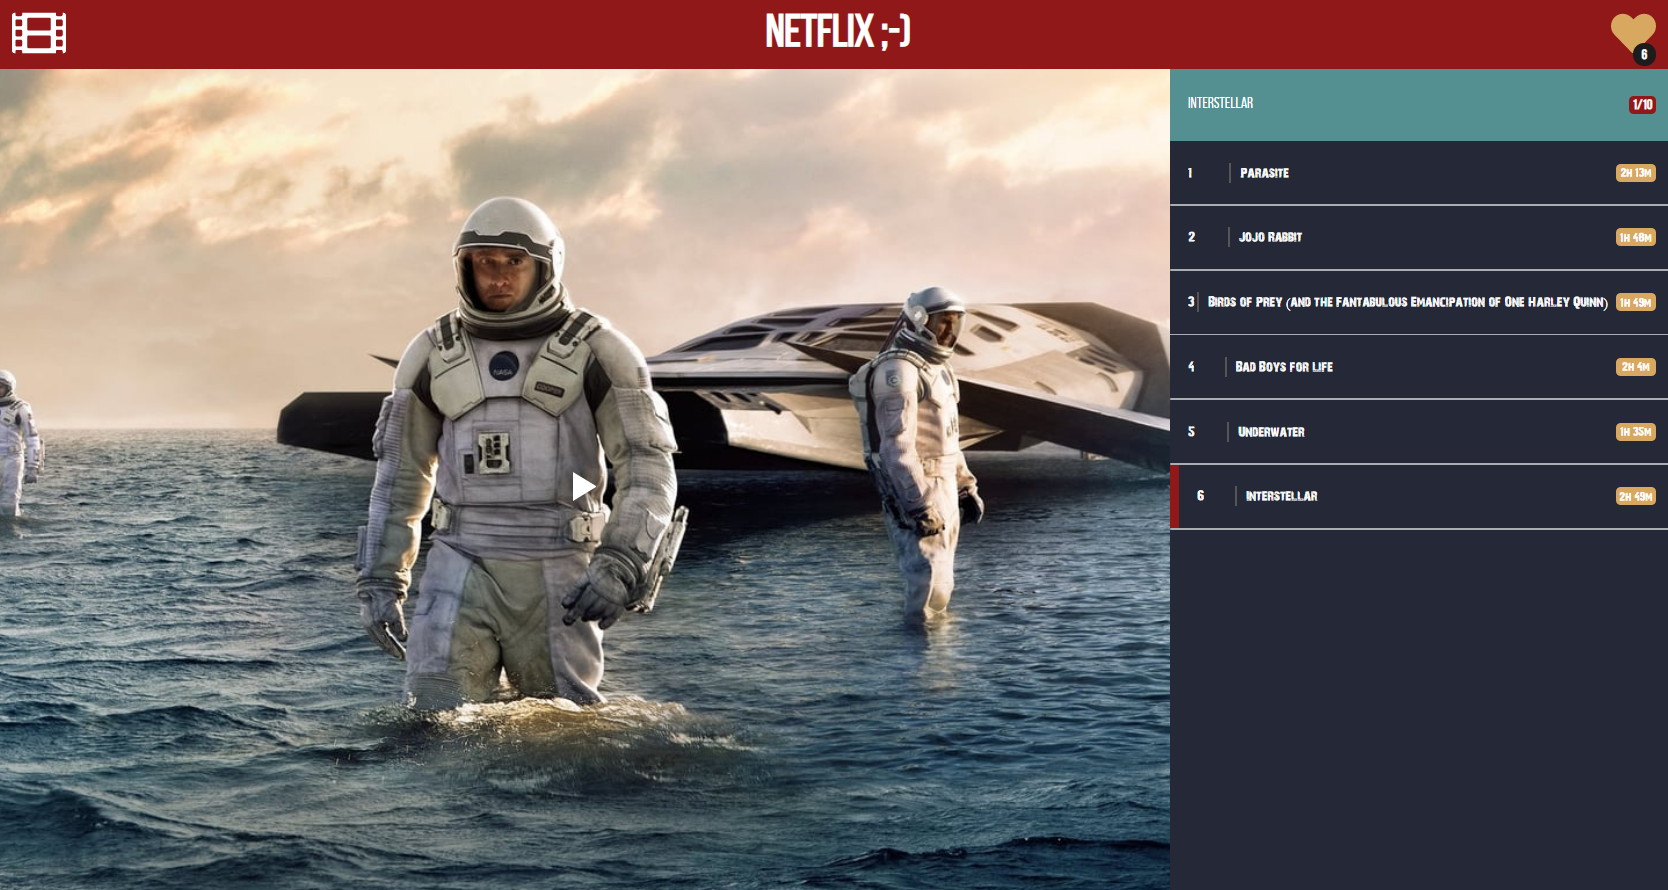 NETFLIX ;-)
6
INTERSTELLAR
1/10
1 PARASITE 2H 13M
2 JOJO RABBIT 1H 48M
3 BIRDS OF PREY (AND THE FANTABULOUS EMANCIPATION OF ONE HARLEY QUINN) 1H 49M
4 BAD BOYS FOR LIFE 2H 4M
5 UNDERWATER 1H 35M
6 INTERSTELLAR 2H 49M
NASA
COOPER